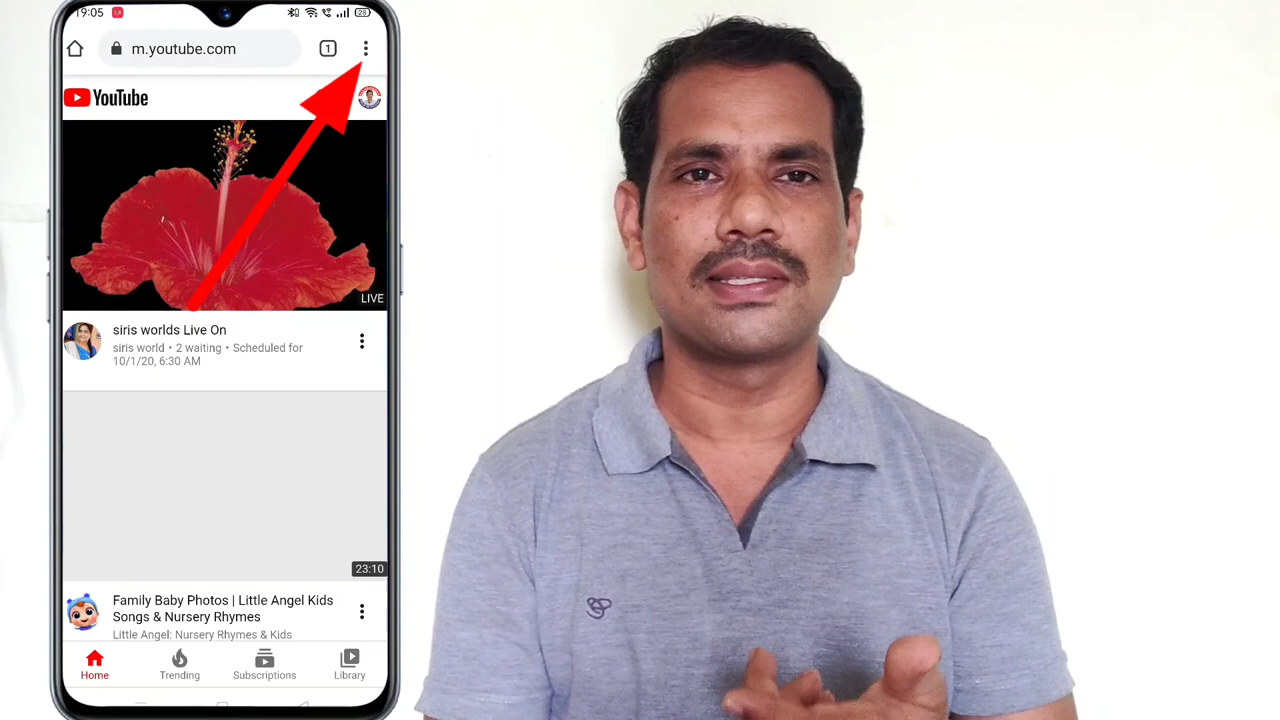 19:05
28
m.youtube.com
1
YouTube
LIVE
siris worlds Live On
siris world • 2 waiting • Scheduled for
10/1/20, 6:30 AM
23:10
Family Baby Photos | Little Angel Kids
Songs & Nursery Rhymes
Little Angel: Nursery Rhymes & Kids
Home
Trending
Subscriptions
Library